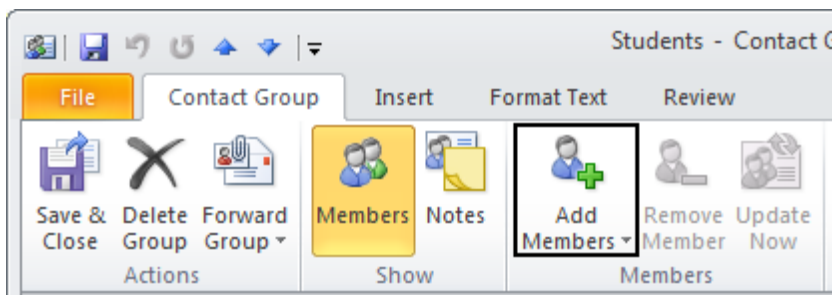 Students - Contact G
File Contact Group Insert Format Text Review
Save & Close
Delete Group
Forward Group
Members
Notes
Add Members
Remove Member
Update Now
Actions Show Members